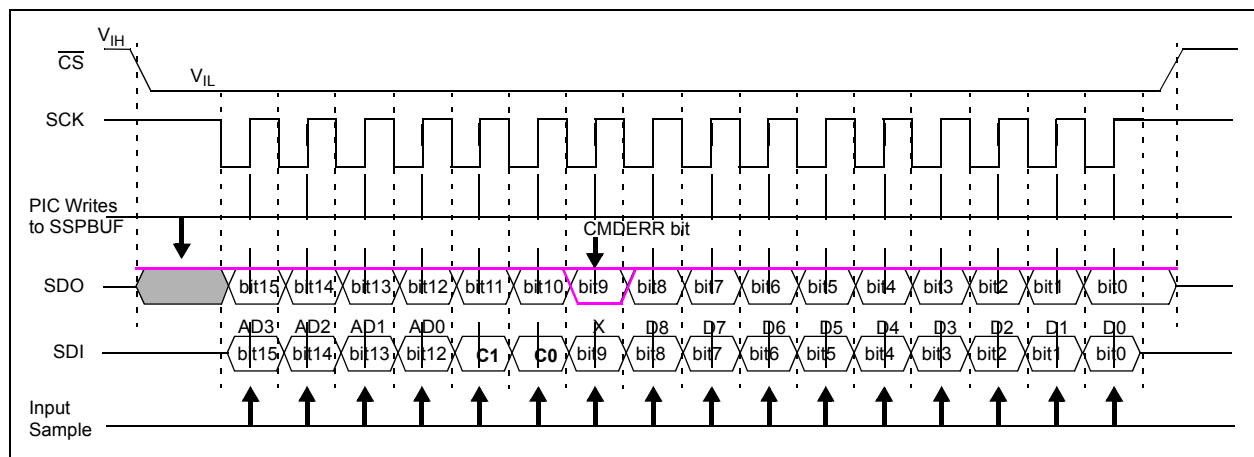 VIH
CS
VIL
SCK
PIC Writes
to SSPBUF
CMDERR bit
SDO bit15 bit14 bit13 bit12 bit11 bit10 bit9 bit8 bit7 bit6 bit5 bit4 bit3 bit2 bit1 bit0
AD3 AD2 AD1 AD0 X D8 D7 D6 D5 D4 D3 D2 D1 D0
SDI bit15 bit14 bit13 bit12 C1 C0 bit9 bit8 bit7 bit6 bit5 bit4 bit3 bit2 bit1 bit0
Input
Sample